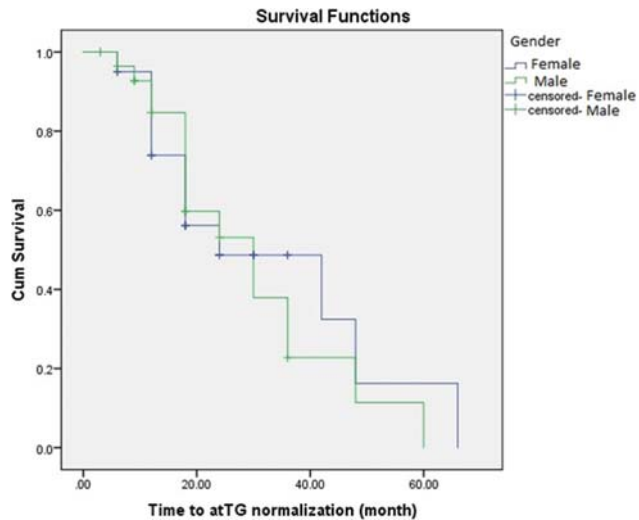 Survival Functions
Gender
Female
Male
censored- Female
censored- Male
1.0
0.8
0.6
0.4
0.2
0.0
Cum Survival
.00 20.00 40.00 60.00
Time to atTG normalization (month)